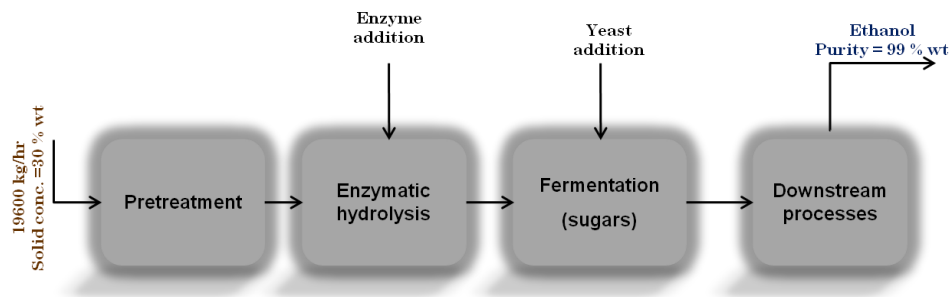 Enzyme
addition
Yeast
addition
Ethanol
Purity = 99 % wt
19600 kg/hr
Solid conc. =30 % wt
Pretreatment
Enzymatic
hydrolysis
Fermentation
(sugars)
Downstream
processes